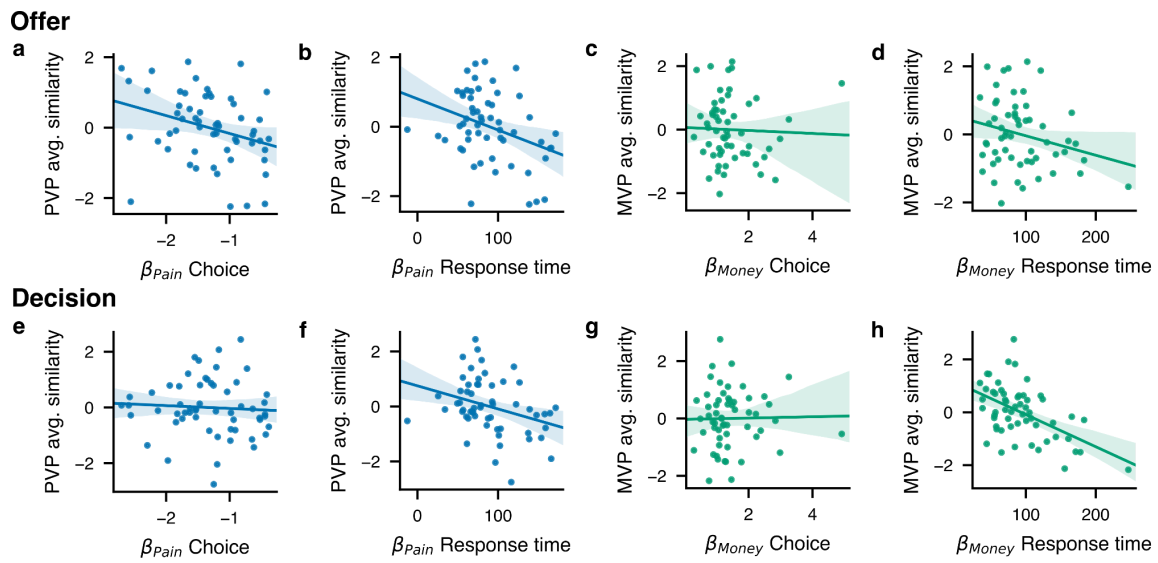 Offer
a
PVP avg. similarity
2
0
−2
−2
−1
βPain Choice
b
PVP avg. similarity
2
0
−2
0
100
βPain Response time
c
MVP avg. similarity
2
0
−2
2
4
βMoney Choice
d
MVP avg. similarity
2
0
−2
100
200
βMoney Response time
Decision
e
PVP avg. similarity
2
0
−2
−2
−1
βPain Choice
f
PVP avg. similarity
2
0
−2
0
100
βPain Response time
g
MVP avg. similarity
2
0
−2
2
4
βMoney Choice
h
MVP avg. similarity
2
0
−2
100
200
βMoney Response time